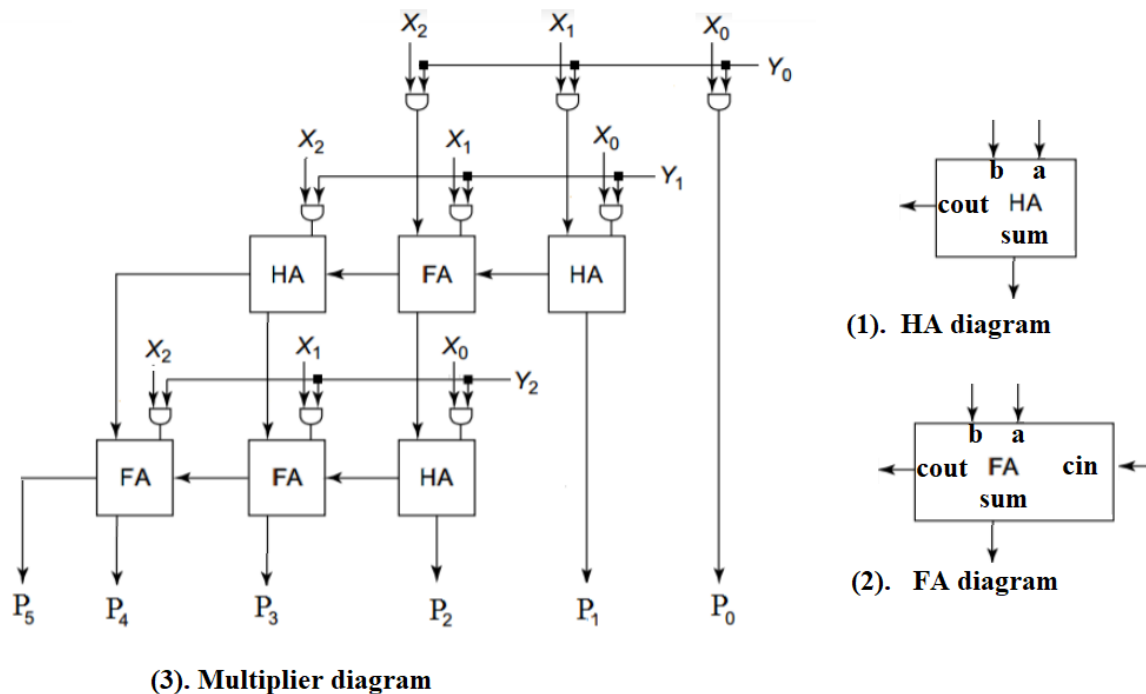 X2 X1 X0
Y0
X2 X1 X0
Y1
HA FA HA
X2 X1 X0
Y2
FA FA HA
P5 P4 P3 P2 P1 P0
(3). Multiplier diagram
b a
cout HA
sum
(1). HA diagram
b a
cout FA cin
sum
(2). FA diagram